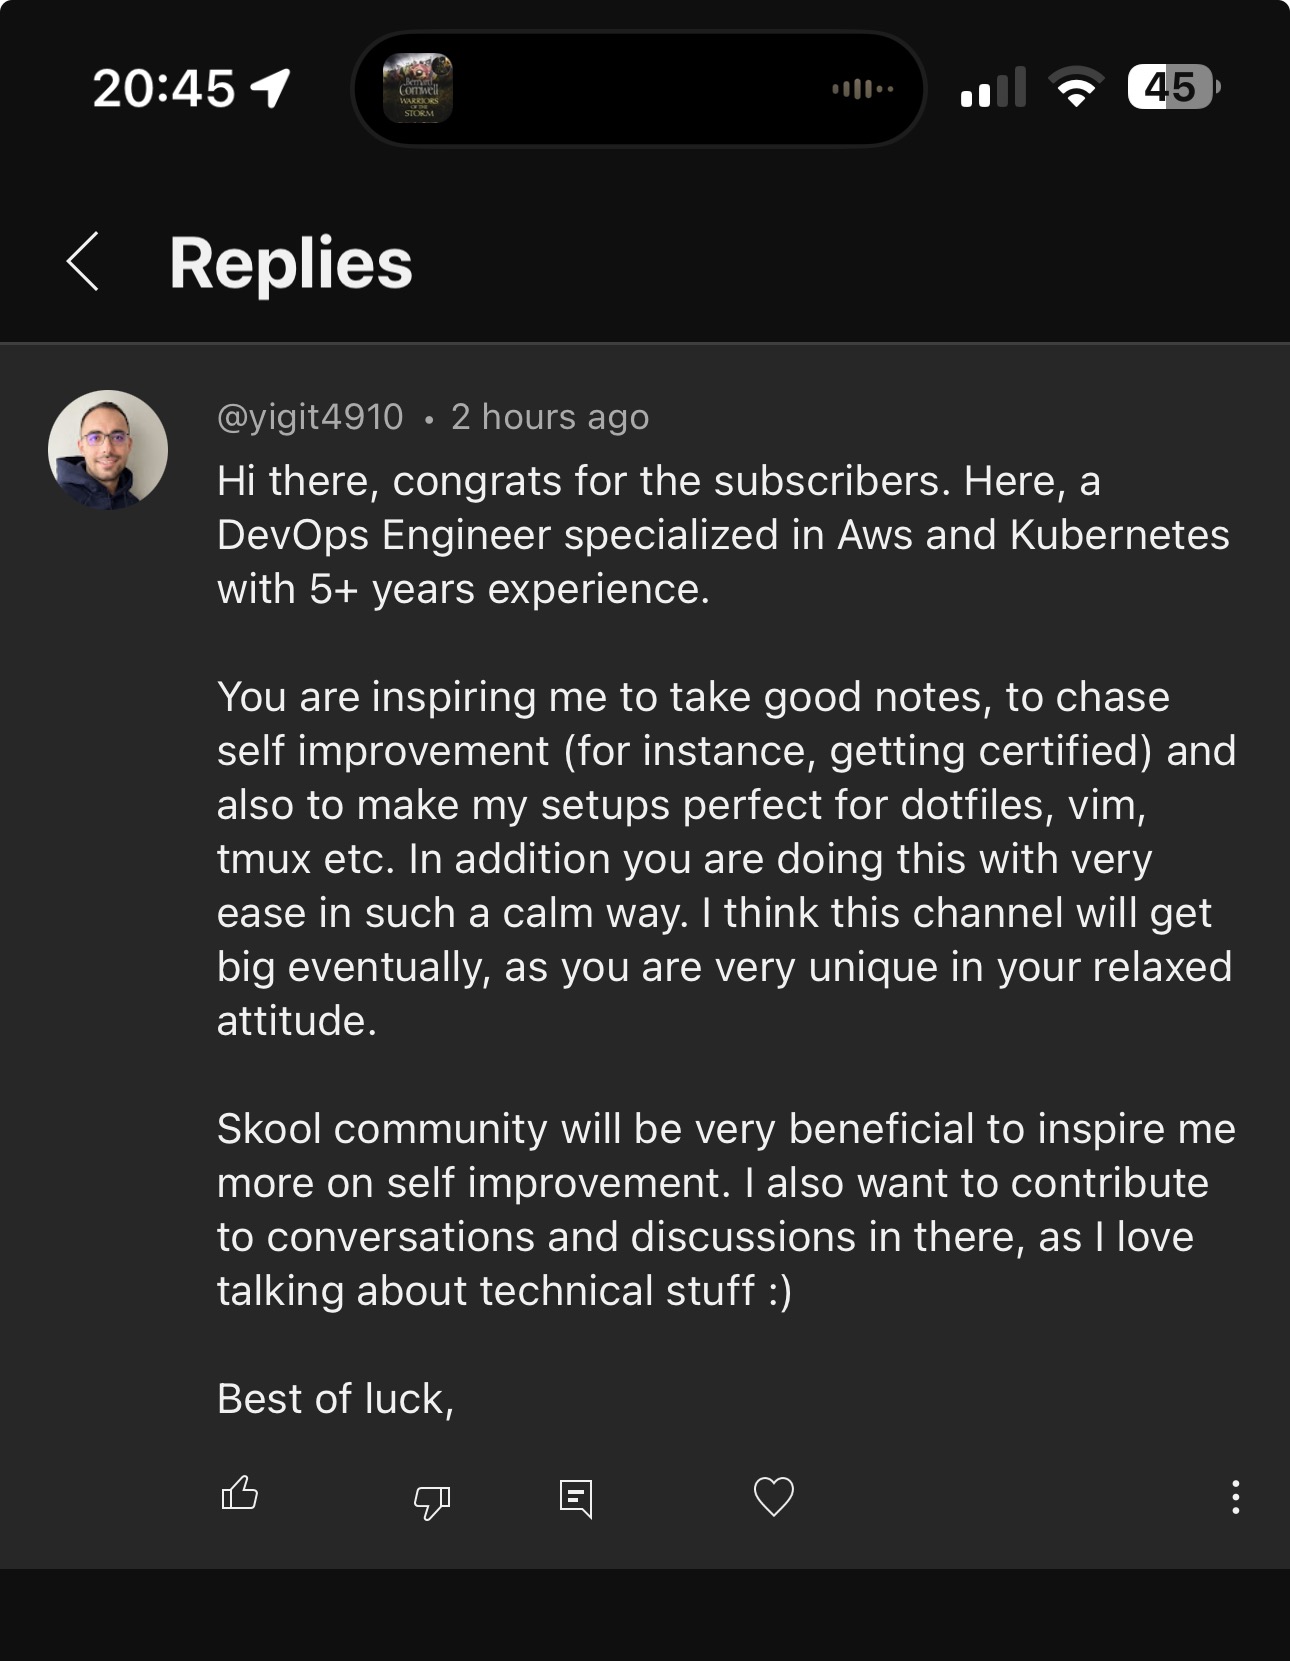 20:45
45
Bernard
Cornwell
WARRIORS
OF THE
STORM
Replies
@yigit4910 • 2 hours ago
Hi there, congrats for the subscribers. Here, a
DevOps Engineer specialized in Aws and Kubernetes
with 5+ years experience.
You are inspiring me to take good notes, to chase
self improvement (for instance, getting certified) and
also to make my setups perfect for dotfiles, vim,
tmux etc. In addition you are doing this with very
ease in such a calm way. I think this channel will get
big eventually, as you are very unique in your relaxed
attitude.
Skool community will be very beneficial to inspire me
more on self improvement. I also want to contribute
to conversations and discussions in there, as I love
talking about technical stuff :)
Best of luck,